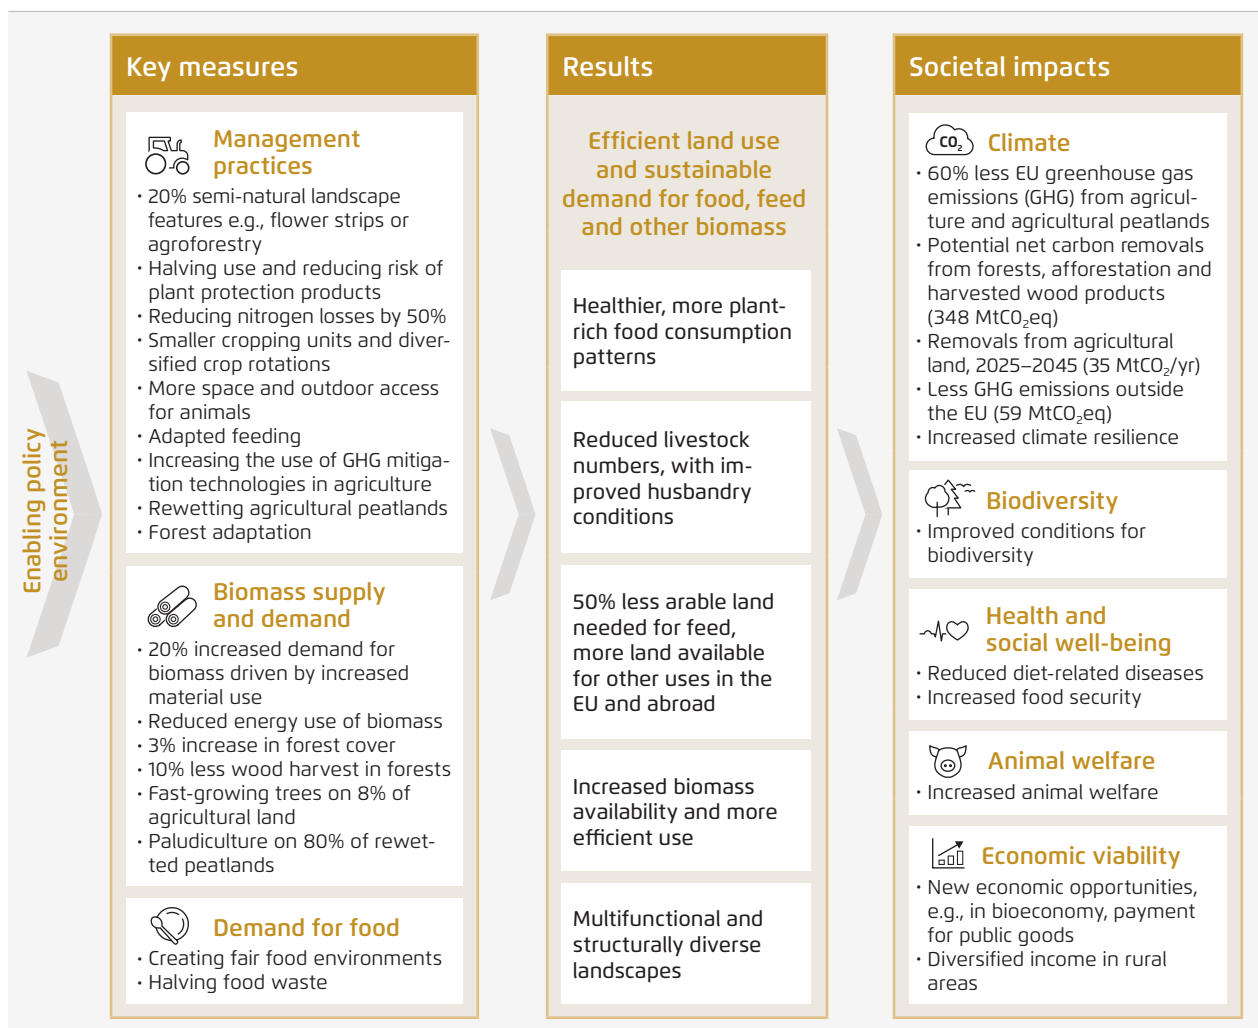 Enabling policy
environment
Key measures
Management
practices
· 20% semi-natural landscape
features e.g., flower strips or
agroforestry
· Halving use and reducing risk of
plant protection products
· Reducing nitrogen losses by 50%
· Smaller cropping units and diver-
sified crop rotations
· More space and outdoor access
for animals
· Adapted feeding
· Increasing the use of GHG mitiga-
tion technologies in agriculture
· Rewetting agricultural peatlands
· Forest adaptation
Biomass supply
and demand
· 20% increased demand for
biomass driven by increased
material use
· Reduced energy use of biomass
· 3% increase in forest cover
· 10% less wood harvest in forests
· Fast-growing trees on 8% of
agricultural land
· Paludiculture on 80% of rewet-
ted peatlands
Demand for food
· Creating fair food environments
· Halving food waste
Results
Efficient land use
and sustainable
demand for food, feed
and other biomass
Healthier, more plant-
rich food consumption
patterns
Reduced livestock
numbers, with im-
proved husbandry
conditions
50% less arable land
needed for feed,
more land available
for other uses in the
EU and abroad
Increased biomass
availability and more
efficient use
Multifunctional and
structurally diverse
landscapes
Societal impacts
CO₂
Climate
· 60% less EU greenhouse gas
emissions (GHG) from agricul-
ture and agricultural peatlands
· Potential net carbon removals
from forests, afforestation and
harvested wood products
(348 MtCO₂eq)
· Removals from agricultural
land, 2025–2045 (35 MtCO₂/yr)
· Less GHG emissions outside
the EU (59 MtCO₂eq)
· Increased climate resilience
Biodiversity
· Improved conditions for
biodiversity
Health and
social well-being
· Reduced diet-related diseases
· Increased food security
Animal welfare
· Increased animal welfare
Economic viability
· New economic opportunities,
e.g., in bioeconomy, payment
for public goods
· Diversified income in rural
areas